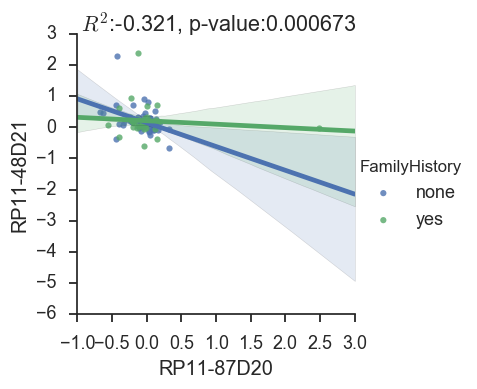 R²:-0.321, p-value:0.000673
3
2
1
0
−1
−2
−3
−4
−5
−6
RP11-48D21
−1.0−0.5 0.0 0.5 1.0 1.5 2.0 2.5 3.0
RP11-87D20
FamilyHistory
none
yes